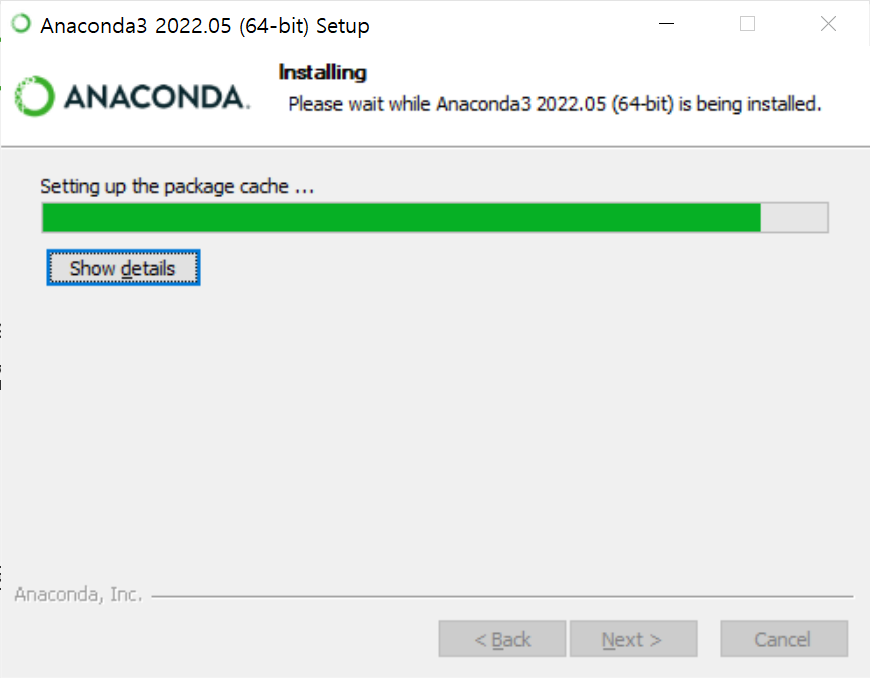 Anaconda3 2022.05 (64-bit) Setup
ANACONDA.
Installing
Please wait while Anaconda3 2022.05 (64-bit) is being installed.
Setting up the package cache ...
Show details
Anaconda, Inc.
< Back
Next >
Cancel